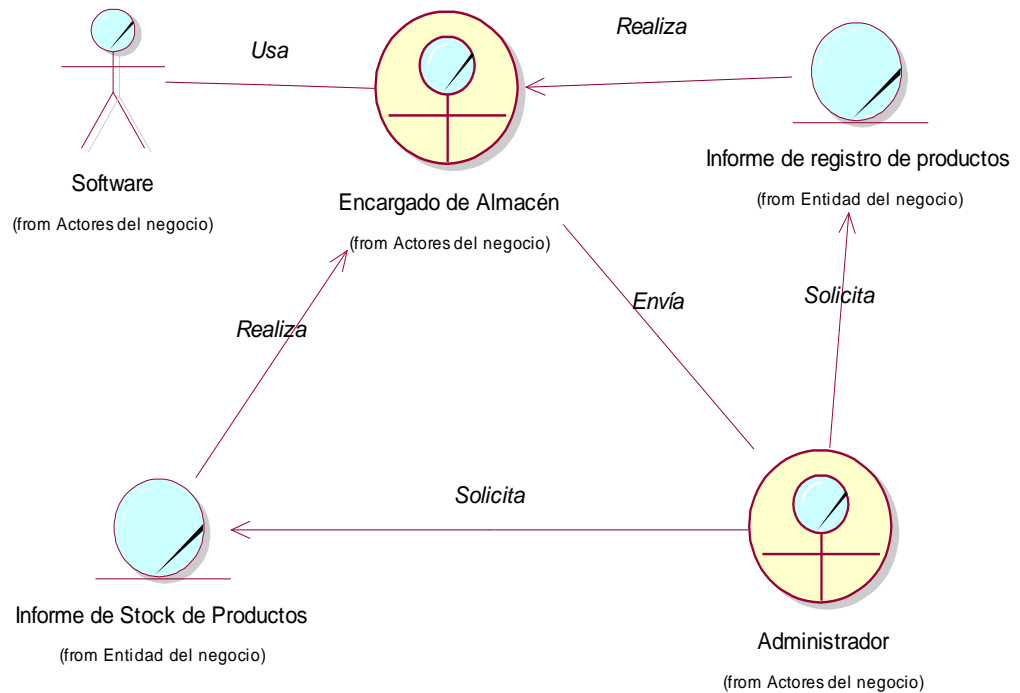 Realiza
Usa
Software
(from Actores del negocio)
Encargado de Almacén
(from Actores del negocio)
Informe de registro de productos
(from Entidad del negocio)
Realiza
Envía
Solicita
Solicita
Informe de Stock de Productos
(from Entidad del negocio)
Administrador
(from Actores del negocio)